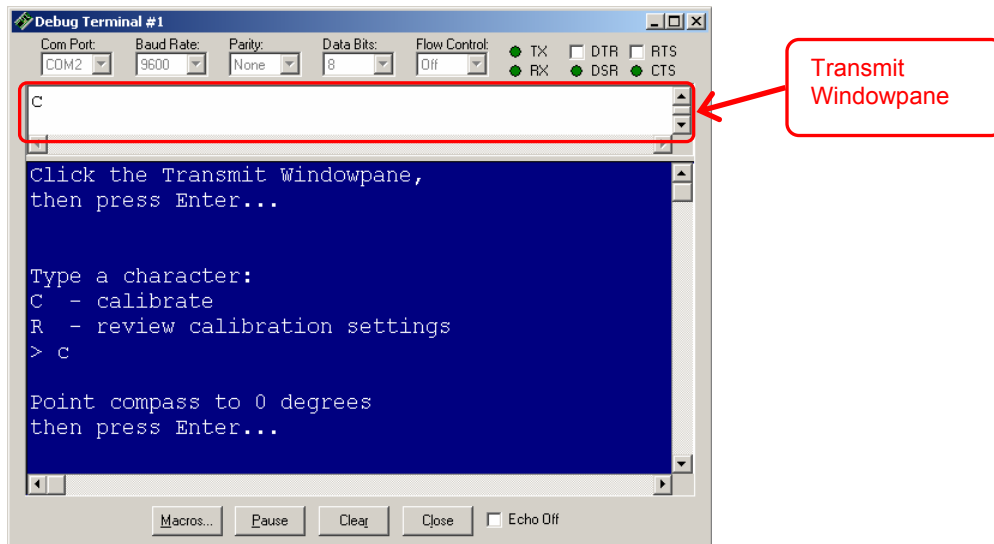 Debug Terminal #1
Com Port: Baud Rate: Parity: Data Bits: Flow Control:
COM2 9600 None 8 Off
TX DTR RTS
RX DSR CTS
Transmit
Windowpane
c
Click the Transmit Windowpane,
then press Enter...
Type a character:
C - calibrate
R - review calibration settings
> c
Point compass to 0 degrees
then press Enter...
Macros... Pause Clear Close Echo Off